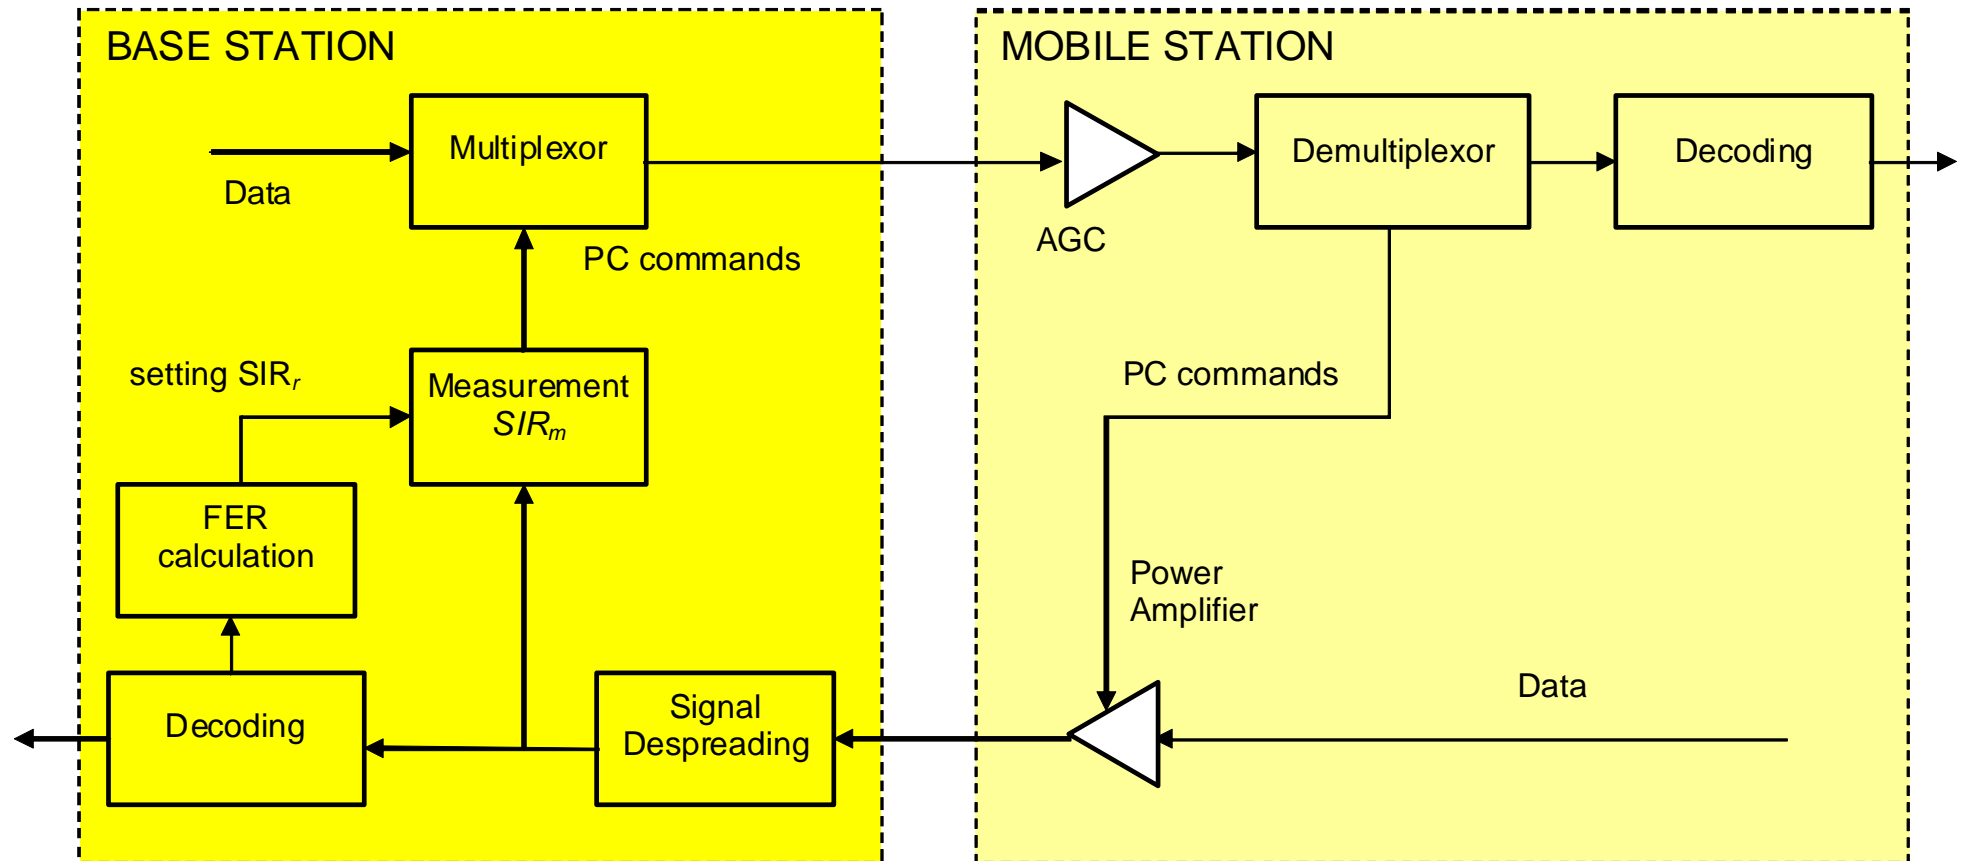 BASE STATION
MOBILE STATION
Multiplexor
Demultiplexor
Decoding
Data
AGC
PC commands
setting SIRr
Measurement
SIRm
PC commands
FER
calculation
Power
Amplifier
Decoding
Signal
Despreading
Data